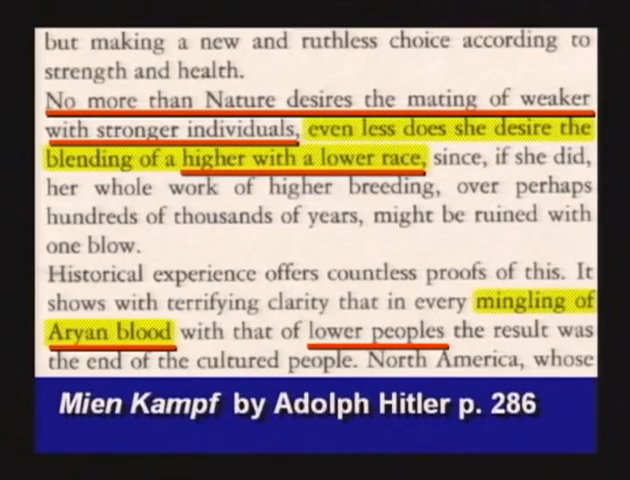 but making a new and ruthless choice according to
strength and health.
No more than Nature desires the mating of weaker
with stronger individuals, even less does she desire the
blending of a higher with a lower race, since, if she did,
her whole work of higher breeding, over perhaps
hundreds of thousands of years, might be ruined with
one blow.
Historical experience offers countless proofs of this. It
shows with terrifying clarity that in every mingling of
Aryan blood with that of lower peoples the result was
the end of the cultured people. North America, whose
Mien Kampf by Adolph Hitler p. 286